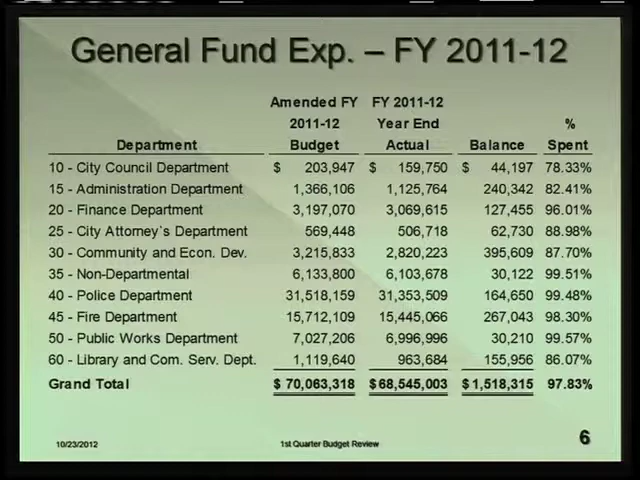 General Fund Exp. – FY 2011-12
Amended FY FY 2011-12
2011-12 Year End %
Department Budget Actual Balance Spent
10 - City Council Department $ 203,947 $ 159,750 $ 44,197 78.33%
15 - Administration Department 1,366,106 1,125,764 240,342 82.41%
20 - Finance Department 3,197,070 3,069,615 127,455 96.01%
25 - City Attorney's Department 569,448 506,718 62,730 88.98%
30 - Community and Econ. Dev. 3,215,833 2,820,223 395,609 87.70%
35 - Non-Departmental 6,133,800 6,103,678 30,122 99.51%
40 - Police Department 31,518,159 31,353,509 164,650 99.48%
45 - Fire Department 15,712,109 15,445,066 267,043 98.30%
50 - Public Works Department 7,027,206 6,996,996 30,210 99.57%
60 - Library and Com. Serv. Dept. 1,119,640 963,684 155,956 86.07%
Grand Total $ 70,063,318 $ 68,545,003 $ 1,518,315 97.83%
10/23/2012 1st Quarter Budget Review 6